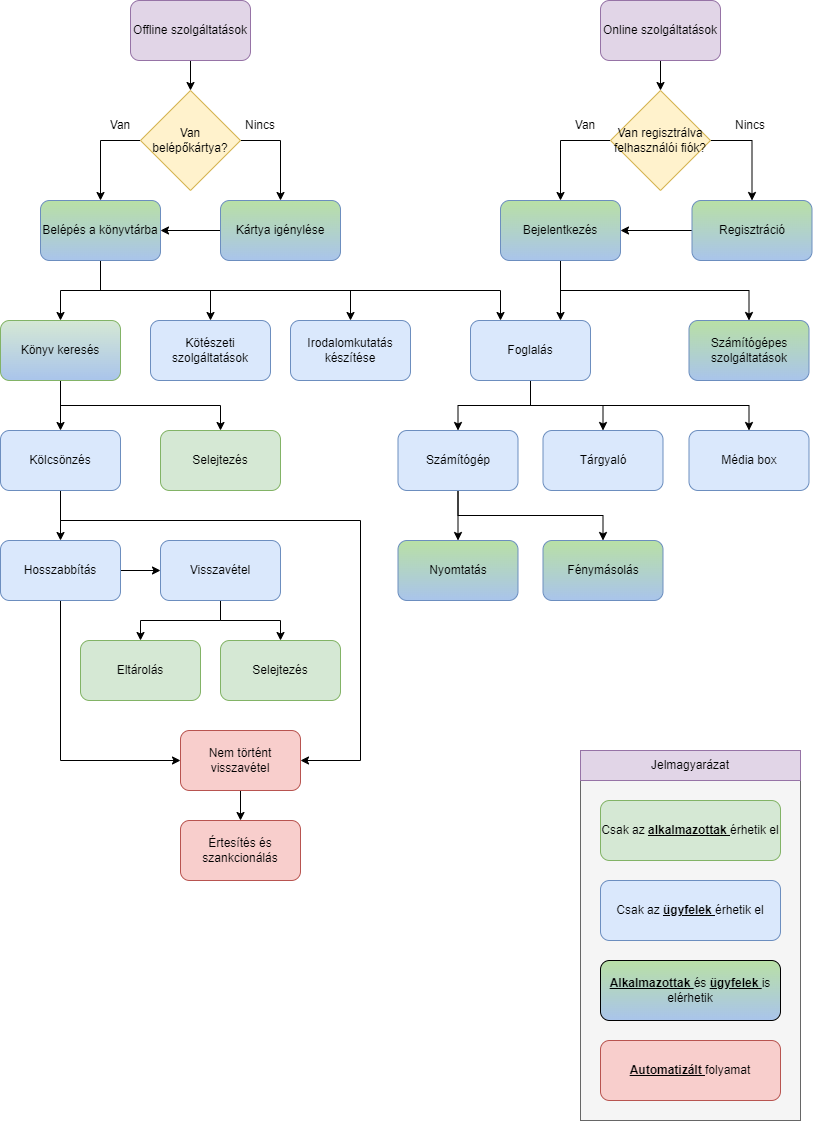 Offline szolgáltatások
Online szolgáltatások
Van
Van
belépőkártya?
Nincs
Van
Van regisztrálva
felhasználói fiók?
Nincs
Belépés a könyvtárba
Kártya igénylése
Bejelentkezés
Regisztráció
Könyv keresés
Kötészeti
szolgáltatások
Irodalomkutatás
készítése
Foglalás
Számítógépes
szolgáltatások
Kölcsönzés
Selejtezés
Számítógép
Tárgyaló
Média box
Hosszabbítás
Visszavétel
Nyomtatás
Fénymásolás
Eltárolás
Selejtezés
Nem történt
visszavétel
Értesítés és
szankcionálás
Jelmagyarázat
Csak az alkalmazottak érhetik el
Csak az ügyfelek érhetik el
Alkalmazottak és ügyfelek is
elérhetik
Automatizált folyamat